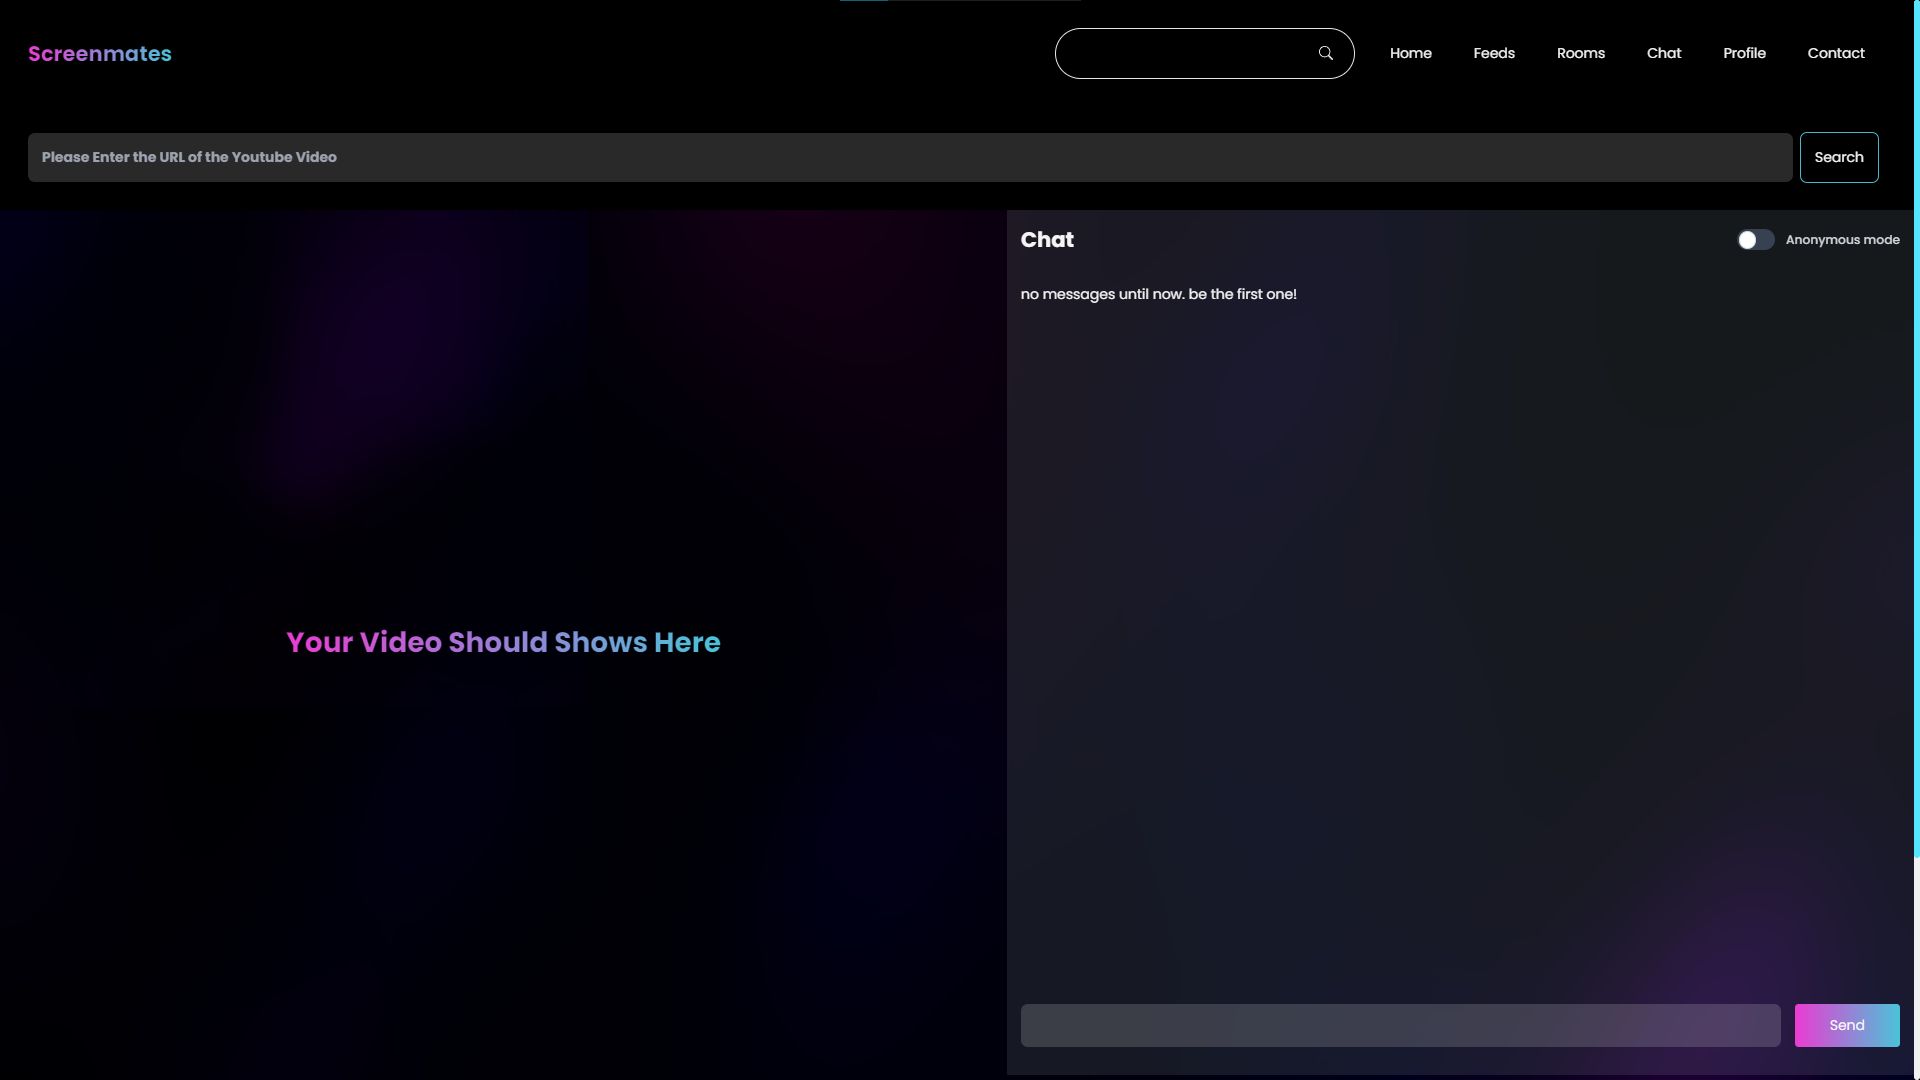 Screenmates
Home Feeds Rooms Chat Profile Contact
Please Enter the URL of the Youtube Video
Search
Chat
Anonymous mode
no messages until now. be the first one!
Your Video Should Shows Here
Send